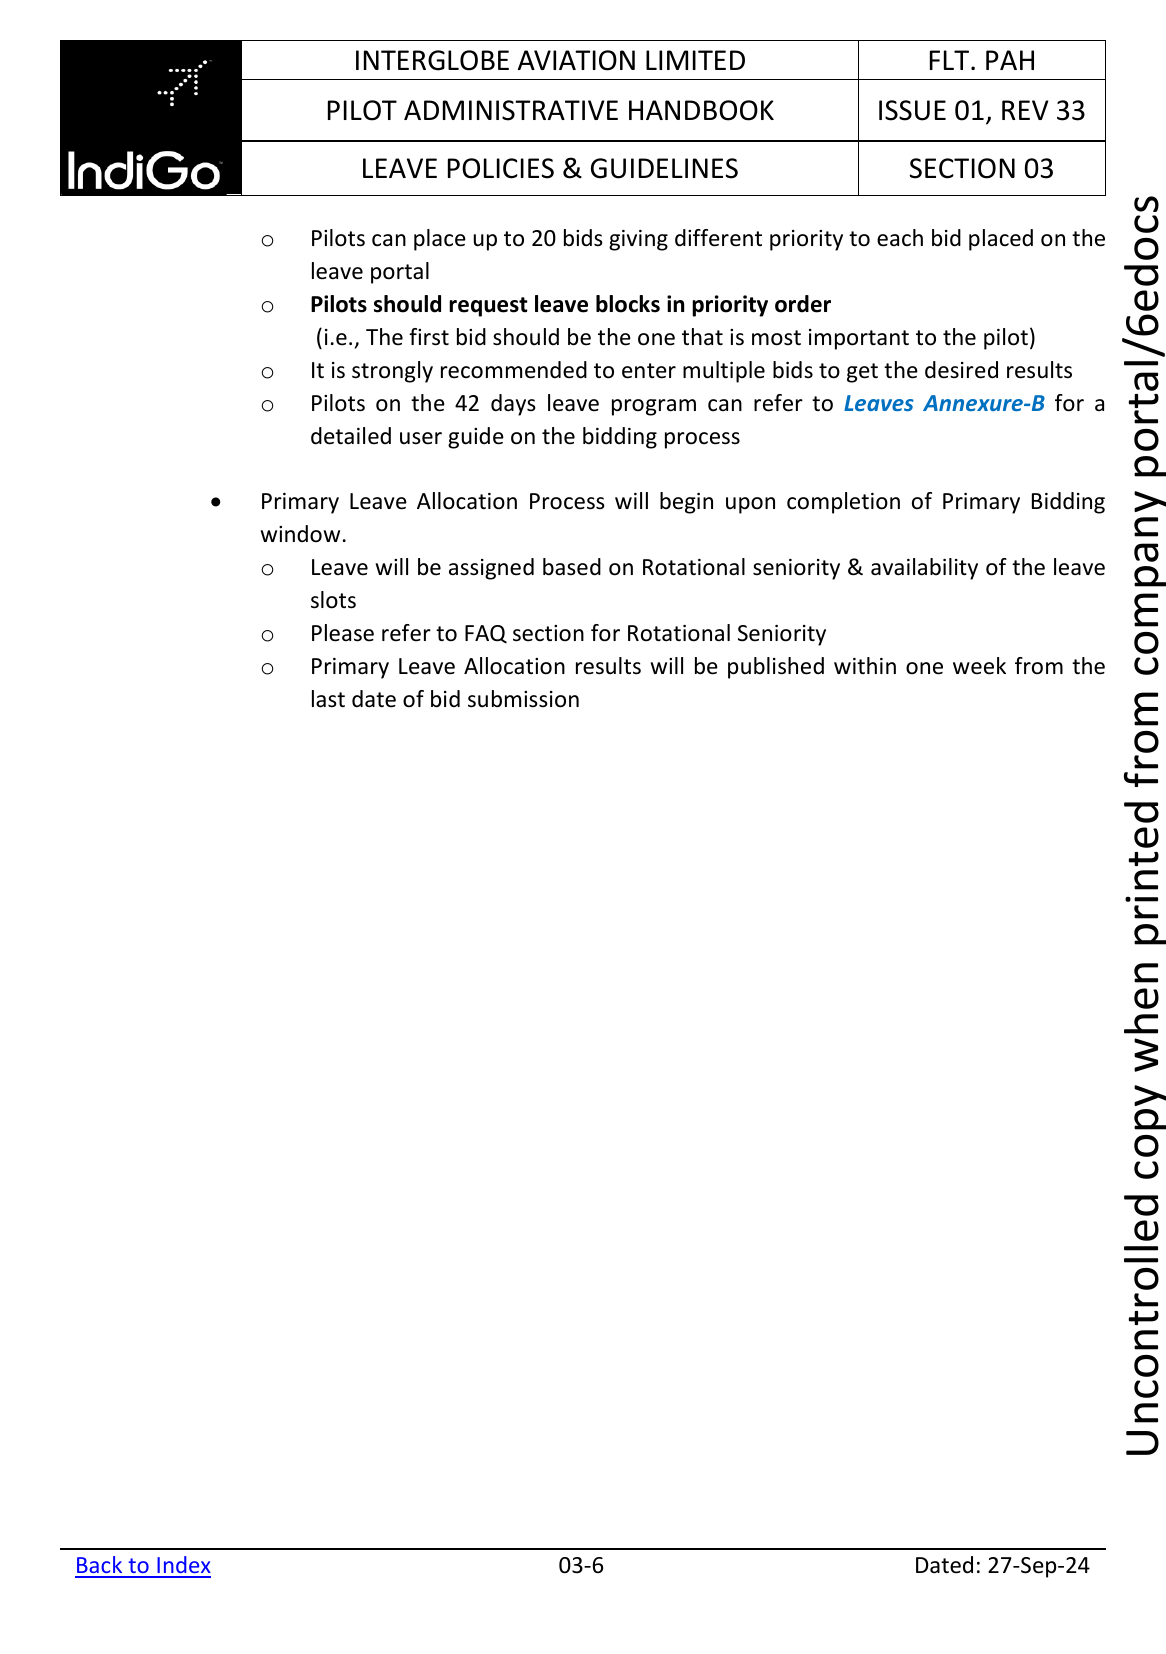 INTERGLOBE AVIATION LIMITED
FLT. PAH
PILOT ADMINISTRATIVE HANDBOOK
ISSUE 01, REV 33
IndiGo
LEAVE POLICIES & GUIDELINES
SECTION 03
o Pilots can place up to 20 bids giving different priority to each bid placed on the
leave portal
o Pilots should request leave blocks in priority order
(i.e., The first bid should be the one that is most important to the pilot)
o It is strongly recommended to enter multiple bids to get the desired results
o Pilots on the 42 days leave program can refer to Leaves Annexure-B for a
detailed user guide on the bidding process
• Primary Leave Allocation Process will begin upon completion of Primary Bidding
window.
o Leave will be assigned based on Rotational seniority & availability of the leave
slots
o Please refer to FAQ section for Rotational Seniority
o Primary Leave Allocation results will be published within one week from the
last date of bid submission
Uncontrolled copy when printed from company portal/6edocs
Back to Index
03-6
Dated: 27-Sep-24